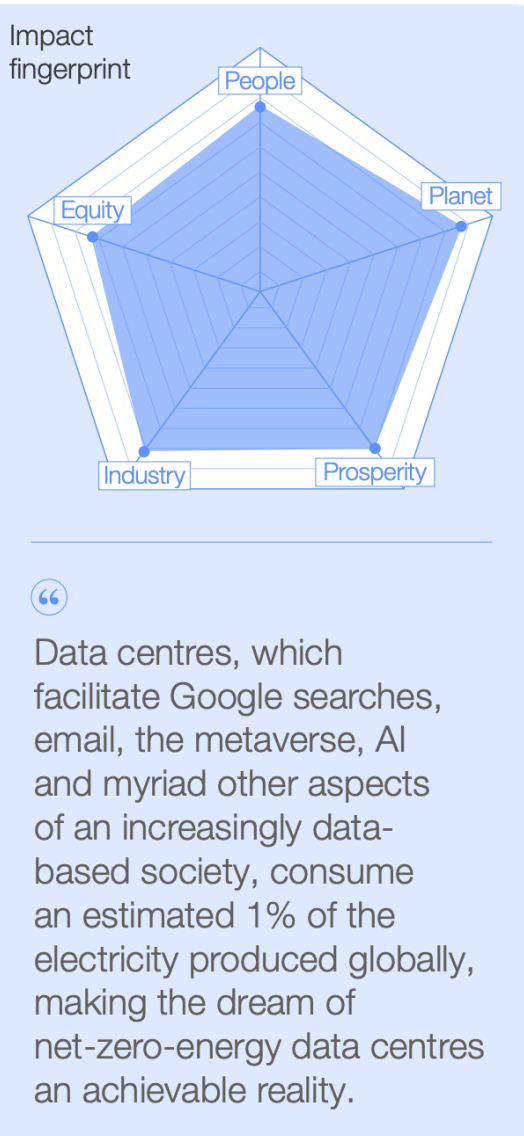 Impact
fingerprint
People
Planet
Equity
Industry
Prosperity
“
Data centres, which
facilitate Google searches,
email, the metaverse, AI
and myriad other aspects
of an increasingly data-
based society, consume
an estimated 1% of the
electricity produced globally,
making the dream of
net-zero-energy data centres
an achievable reality.